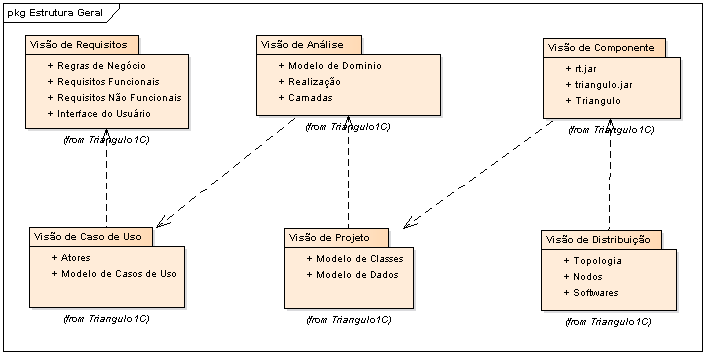 pkg Estrutura Geral
Visão de Requisitos
+ Regras de Negócio
+ Requisitos Funcionais
+ Requisitos Não Funcionais
+ Interface do Usuário
(from Triangulo1C)
Visão de Análise
+ Modelo de Dominio
+ Realização
+ Camadas
(from Triangulo1C)
Visão de Componente
+ rt.jar
+ triangulo.jar
+ Triangulo
(from Triangulo1C)
Visão de Caso de Uso
+ Atores
+ Modelo de Casos de Uso
(from Triangulo1C)
Visão de Projeto
+ Modelo de Classes
+ Modelo de Dados
(from Triangulo1C)
Visão de Distribuição
+ Topologia
+ Nodos
+ Softwares
(from Triangulo1C)